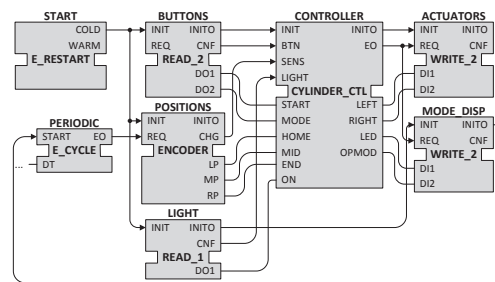 START
COLD
WARM
E_RESTART
PERIODIC
START EO
E_CYCLE
... DT
BUTTONS
INIT INITO
REQ CNF
READ_2
DO1
DO2
POSITIONS
INIT INITO
REQ CHG
ENCODER
LP
MP
RP
LIGHT
INIT INITO
CNF
READ_1
DO1
CONTROLLER
INIT INITO
BTN EO
SENS
LIGHT
CYLINDER_CTL
START LEFT
MODE RIGHT
HOME LED
MID OPMOD
END
ON
ACTUATORS
INIT INITO
REQ CNF
WRITE_2
DI1
DI2
MODE_DISP
INIT INITO
REQ CNF
WRITE_2
DI1
DI2